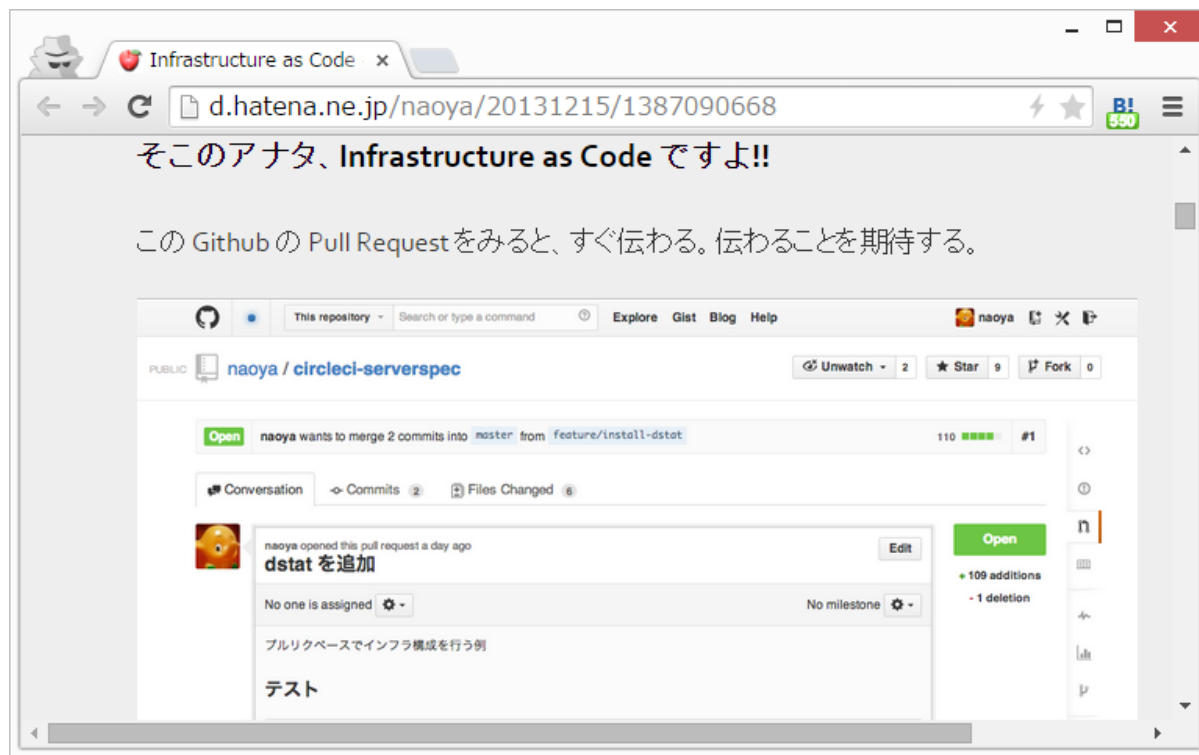 Infrastructure as Code
d.hatena.ne.jp/naoya/20131215/1387090668
B!
550
そこのアナタ、Infrastructure as Code ですよ!!
この Github の Pull Request をみると、すぐ伝わる。伝わることを期待する。
This repository Search or type a command Explore Gist Blog Help naoya
PUBLIC naoya / circleci-serverspec Unwatch 2 Star 9 Fork 0
Open naoya wants to merge 2 commits into master from feature/install-dstat 110 #1
Conversation Commits 2 Files Changed 6
naoya opened this pull request a day ago
dstat を追加
Edit
Open
+ 109 additions
- 1 deletion
No one is assigned No milestone
プルリクベースでインフラ構成を行う例
テスト